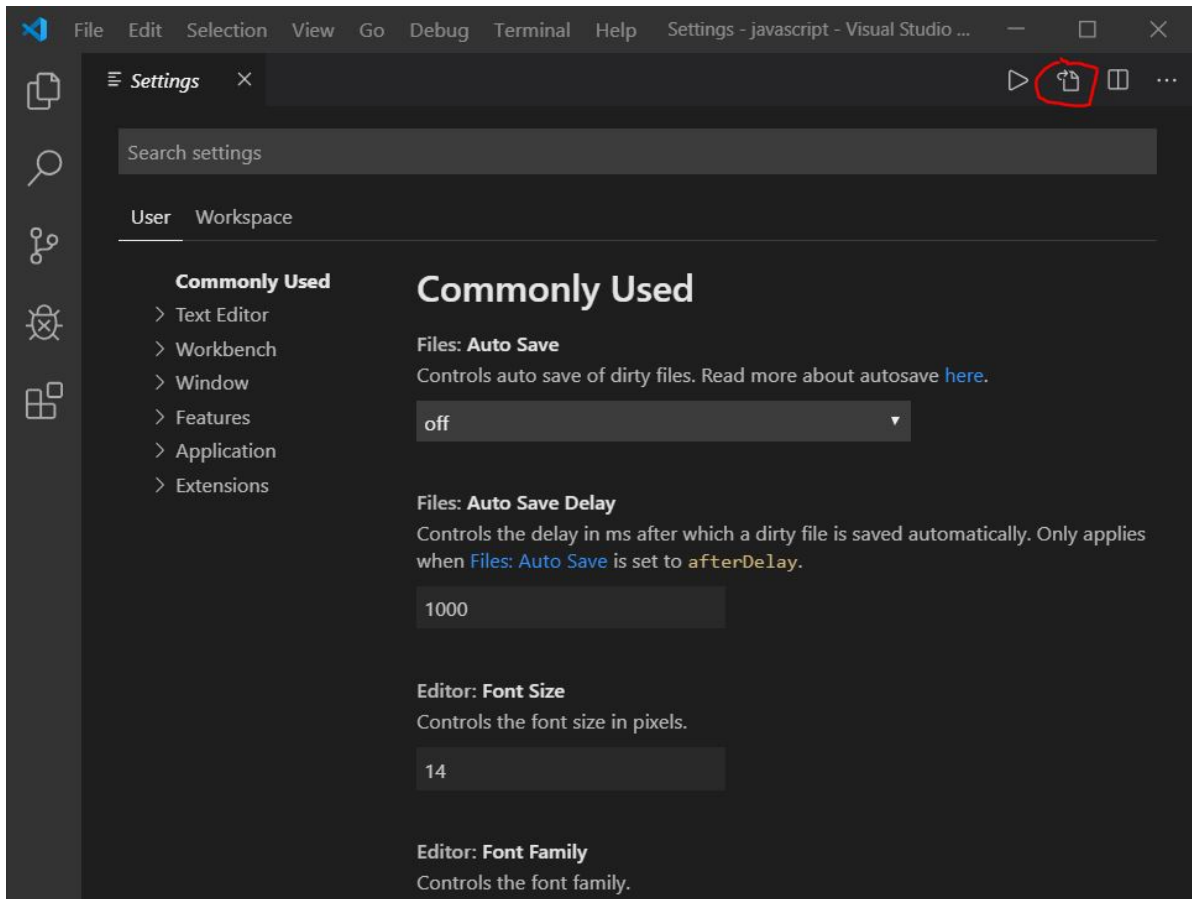 File Edit Selection View Go Debug Terminal Help Settings - javascript - Visual Studio ...
Settings
Search settings
User Workspace
Commonly Used
Text Editor
Workbench
Window
Features
Application
Extensions
Commonly Used
Files: Auto Save
Controls auto save of dirty files. Read more about autosave here.
off
Files: Auto Save Delay
Controls the delay in ms after which a dirty file is saved automatically. Only applies
when Files: Auto Save is set to afterDelay.
1000
Editor: Font Size
Controls the font size in pixels.
14
Editor: Font Family
Controls the font family.